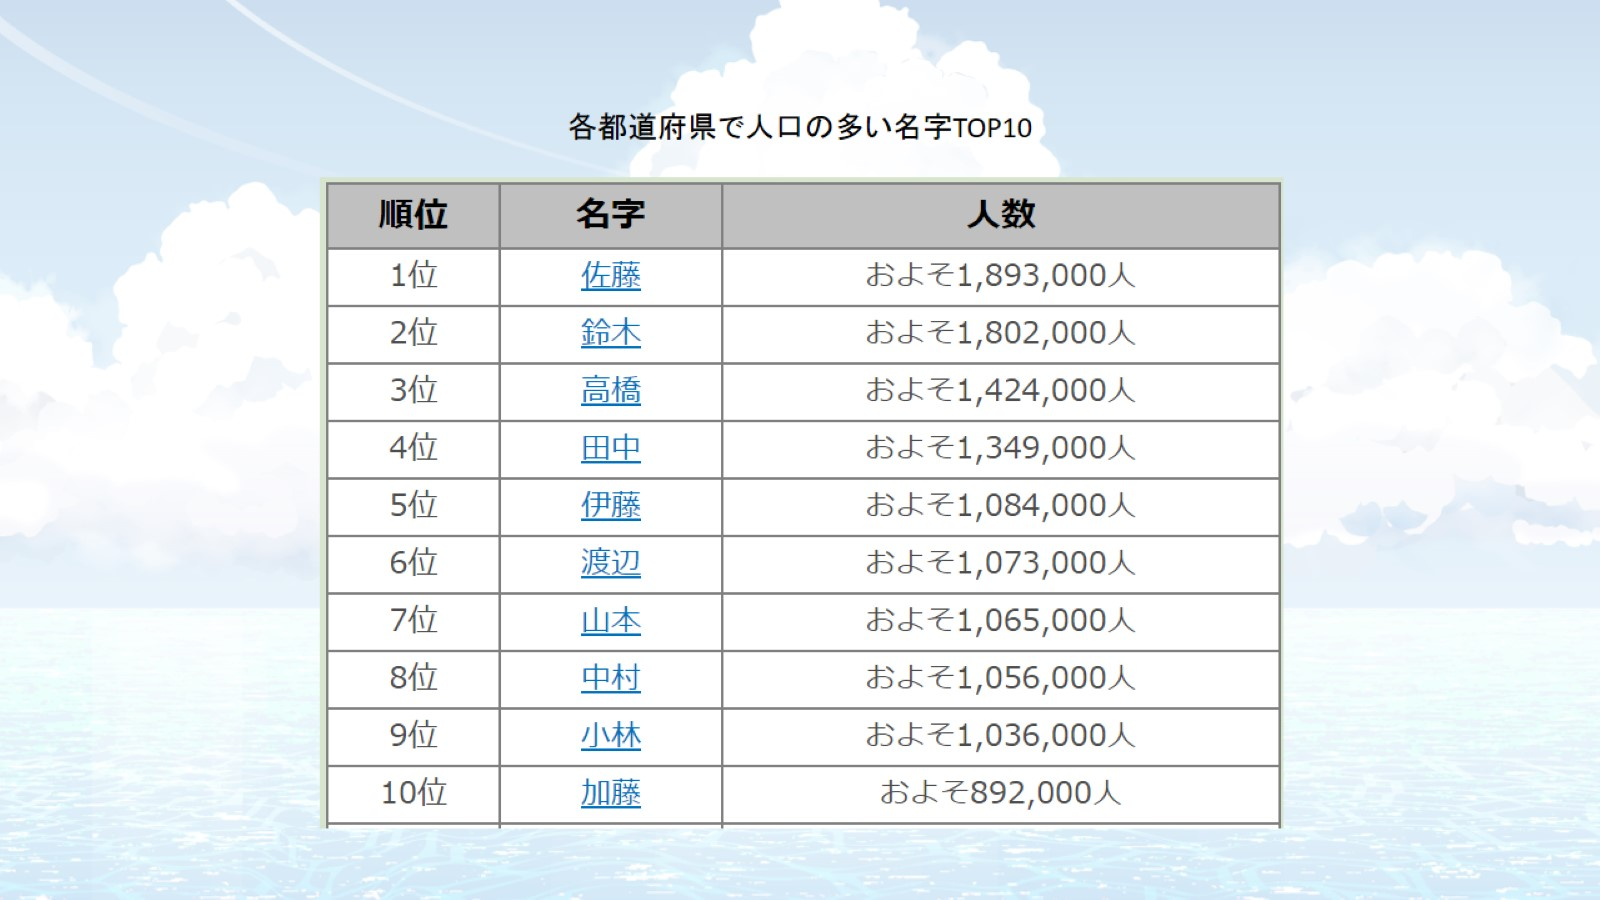 各都道府県で人口の多い名字TOP10
順位 名字 人数
1位 佐藤 およそ1,893,000人
2位 鈴木 およそ1,802,000人
3位 高橋 およそ1,424,000人
4位 田中 およそ1,349,000人
5位 伊藤 およそ1,084,000人
6位 渡辺 およそ1,073,000人
7位 山本 およそ1,065,000人
8位 中村 およそ1,056,000人
9位 小林 およそ1,036,000人
10位 加藤 およそ892,000人